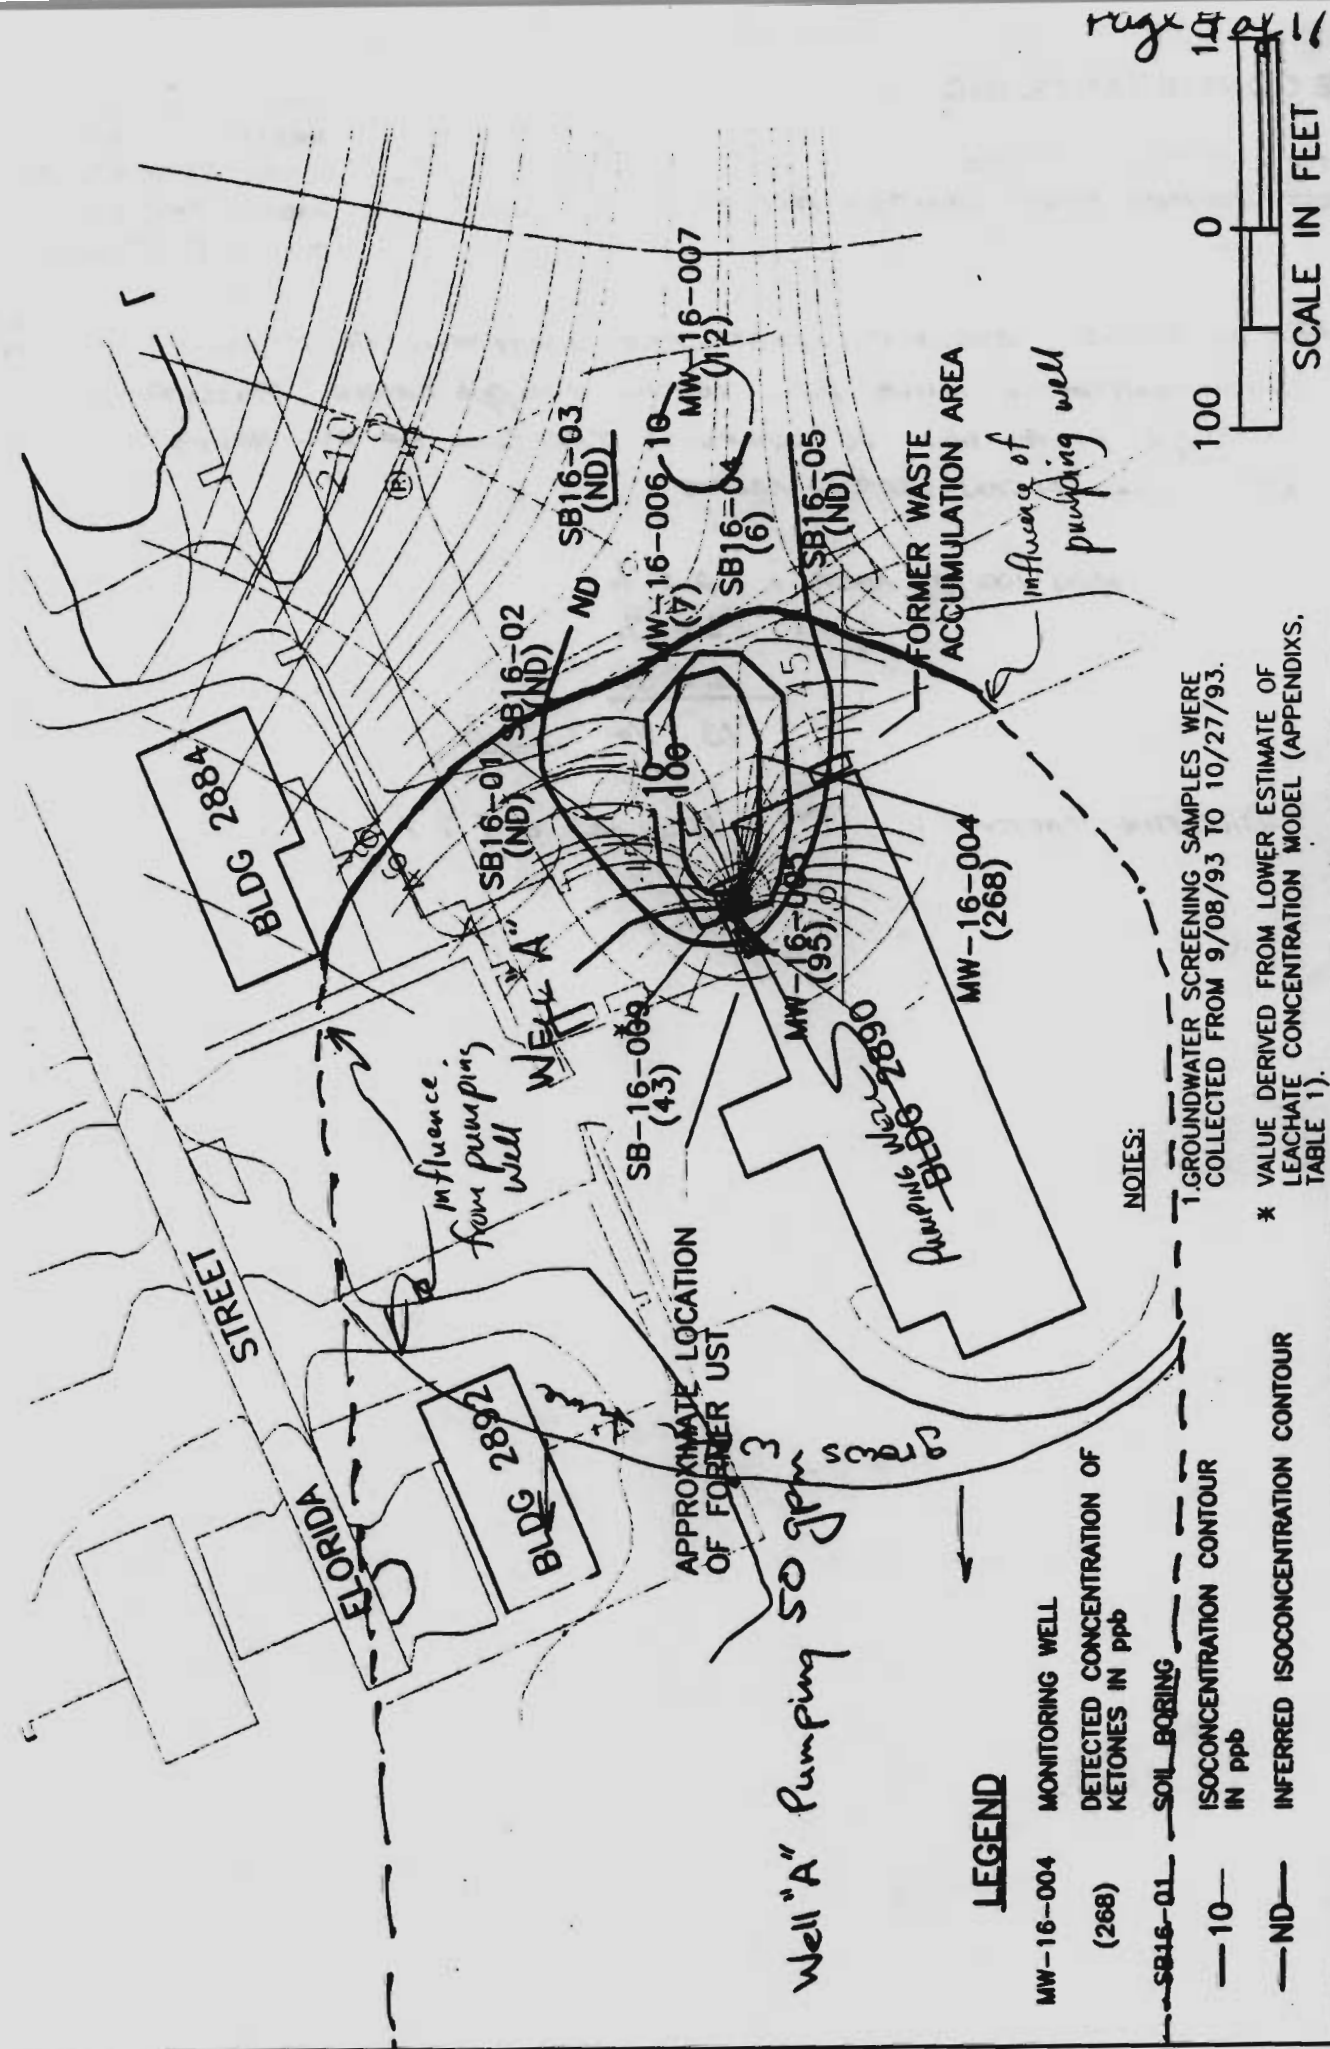 BLDG 2884
STREET
FLORIDA
BLDG 2892
210
SB16-01
(ND)
SB16-02
(ND)
ND
SB16-03
(ND)
MW-16-006
(7)
10
MW-16-007
(12)
SB16-04
(6)
SB16-05
(ND)
10
100
15
WELL "A"
influence
from pumping
well
SB-16-009*
(43)
MW-16-005
(95)
MW-16-004
(268)
Pumping Well
BLDG 2890
FORMER WASTE
ACCUMULATION AREA
influence of
pumping well
APPROXIMATE LOCATION
OF FORMER UST
Well "A" Pumping 50 gpm
LEGEND
MW-16-004 MONITORING WELL
(268) DETECTED CONCENTRATION OF
KETONES IN ppb
SB16-01 SOIL BORING
—10— ISOCONCENTRATION CONTOUR
IN ppb
—ND— INFERRED ISOCONCENTRATION CONTOUR
NOTES:
1.GROUNDWATER SCREENING SAMPLES WERE
COLLECTED FROM 9/08/93 TO 10/27/93.
* VALUE DERIVED FROM LOWER ESTIMATE OF
LEACHATE CONCENTRATION MODEL (APPENDIXS,
TABLE 1).
100 0
SCALE IN FEET